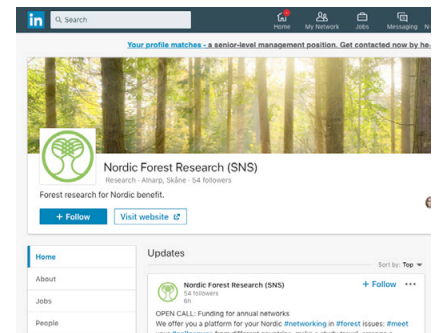 in Search
Home My Network Jobs Messaging N
Your profile matches - a senior-level management position. Get contacted now by he
Nordic Forest Research (SNS)
Research · Alnarp, Skåne · 54 followers
Forest research for Nordic benefit.
+ Follow Visit website
Home
About
Jobs
People
Updates
Sort by: Top
Nordic Forest Research (SNS)
+ Follow
54 followers
6h
OPEN CALL: Funding for annual networks
We offer you a platform for your Nordic #networking in #forest issues: #meet